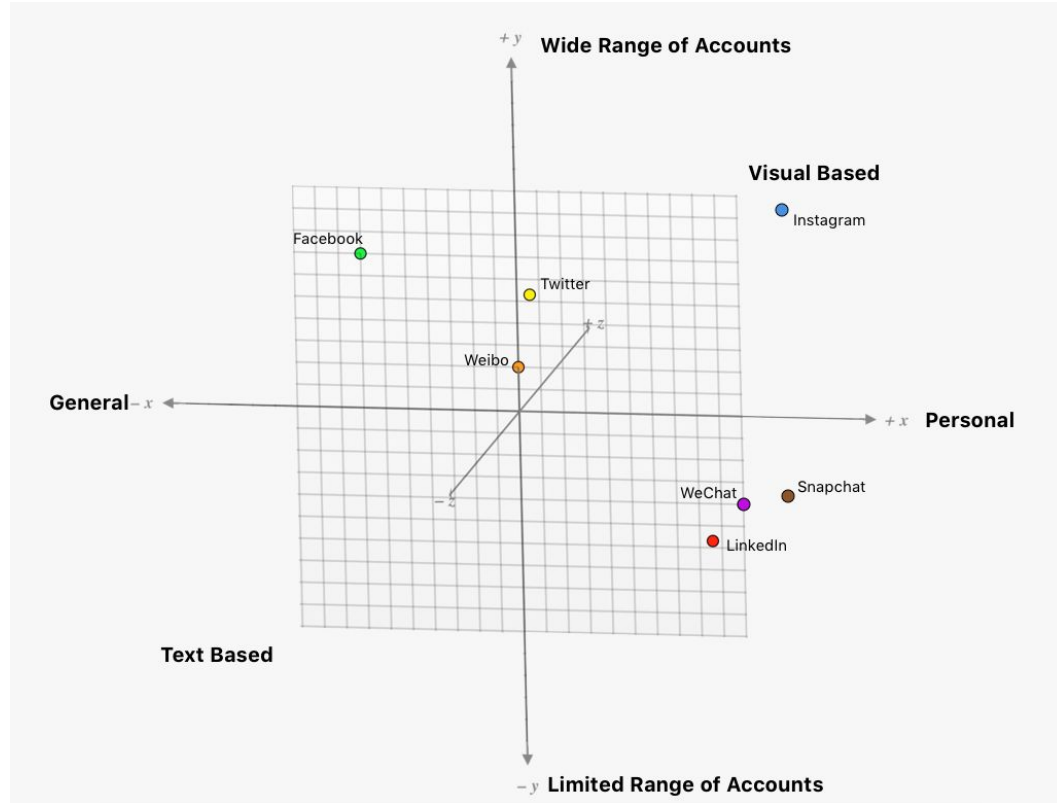 + y
Wide Range of Accounts
Visual Based
Instagram
Facebook
Twitter
+ z
Weibo
General
– x
+ x
Personal
– z
WeChat
Snapchat
LinkedIn
Text Based
– y
Limited Range of Accounts